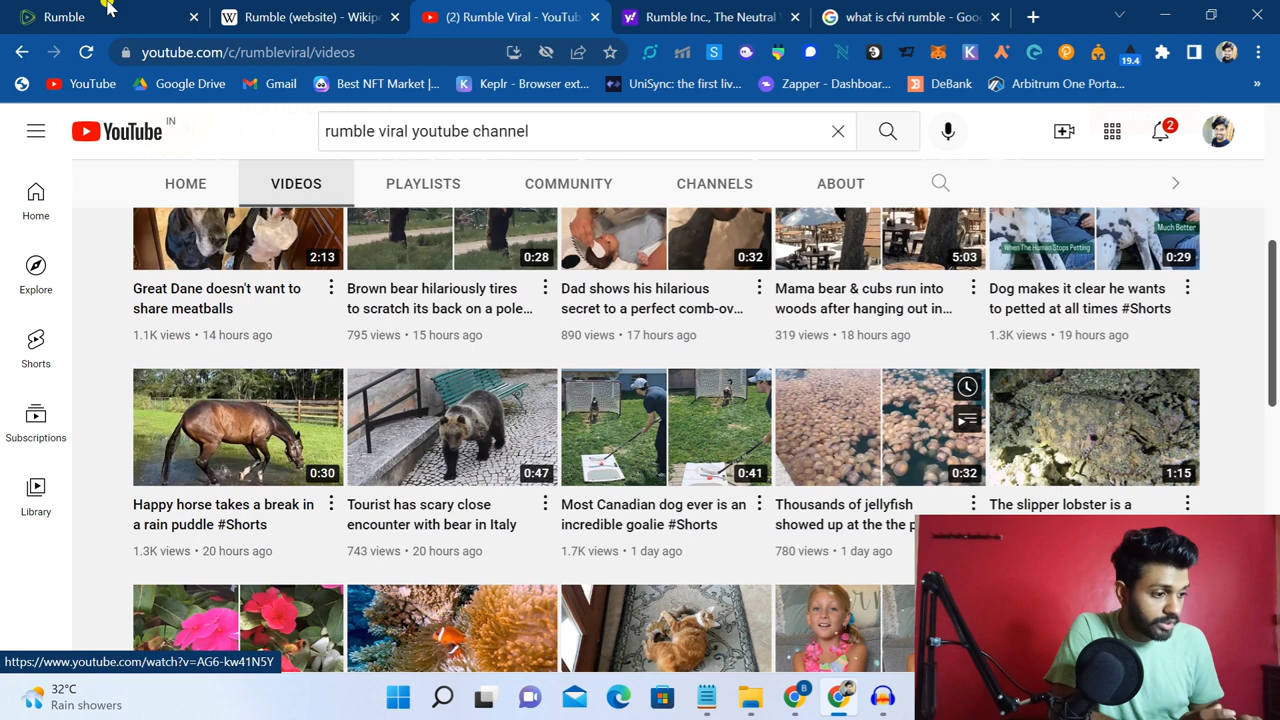 Rumble
Rumble (website) - Wikipe
(2) Rumble Viral - YouTub
Rumble Inc., The Neutral
what is cfvi rumble - Goo
youtube.com/c/rumbleviral/videos
19.4
YouTube
Google Drive
Gmail
Best NFT Market |...
Keplr - Browser ext...
UniSync: the first liv...
Zapper - Dashboar...
DeBank
Arbitrum One Porta...
»
YouTube IN
rumble viral youtube channel
2
HOME
VIDEOS
PLAYLISTS
COMMUNITY
CHANNELS
ABOUT
Home
Explore
Shorts
Subscriptions
Library
When The Human Stops Petting
Much Better
2:13
0:28
0:32
5:03
0:29
Great Dane doesn't want to
share meatballs
1.1K views • 14 hours ago
Brown bear hilariously tires
to scratch its back on a pole...
795 views • 15 hours ago
Dad shows his hilarious
secret to a perfect comb-ov...
890 views • 17 hours ago
Mama bear & cubs run into
woods after hanging out in...
319 views • 18 hours ago
Dog makes it clear he wants
to petted at all times #Shorts
1.3K views • 19 hours ago
0:30
0:47
0:41
0:32
1:15
Happy horse takes a break in
a rain puddle #Shorts
1.3K views • 20 hours ago
Tourist has scary close
encounter with bear in Italy
743 views • 20 hours ago
Most Canadian dog ever is an
incredible goalie #Shorts
1.7K views • 1 day ago
Thousands of jellyfish
showed up at the the p
780 views • 1 day ago
The slipper lobster is a
https://www.youtube.com/watch?v=AG6-kw41N5Y
32°C
Rain showers